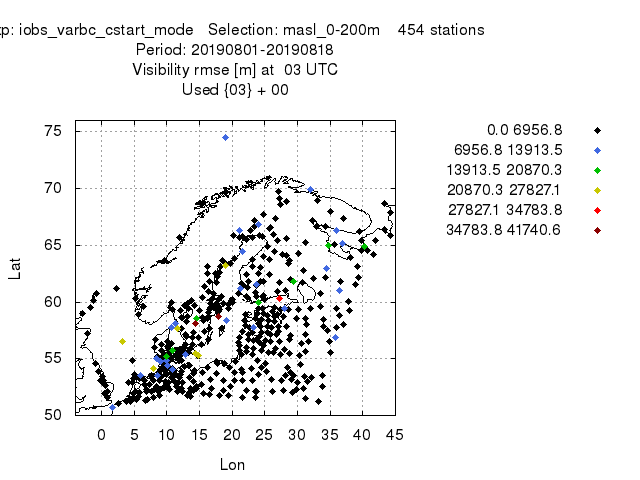 p: iobs_varbc_cstart_mode Selection: masl_0-200m 454 stations
Period: 20190801-20190818
Visibility rmse [m] at 03 UTC
Used {03} + 00
0.0 6956.8
6956.8 13913.5
13913.5 20870.3
20870.3 27827.1
27827.1 34783.8
34783.8 41740.6
75
70
65
60
55
50
Lat
0 5 10 15 20 25 30 35 40 45
Lon